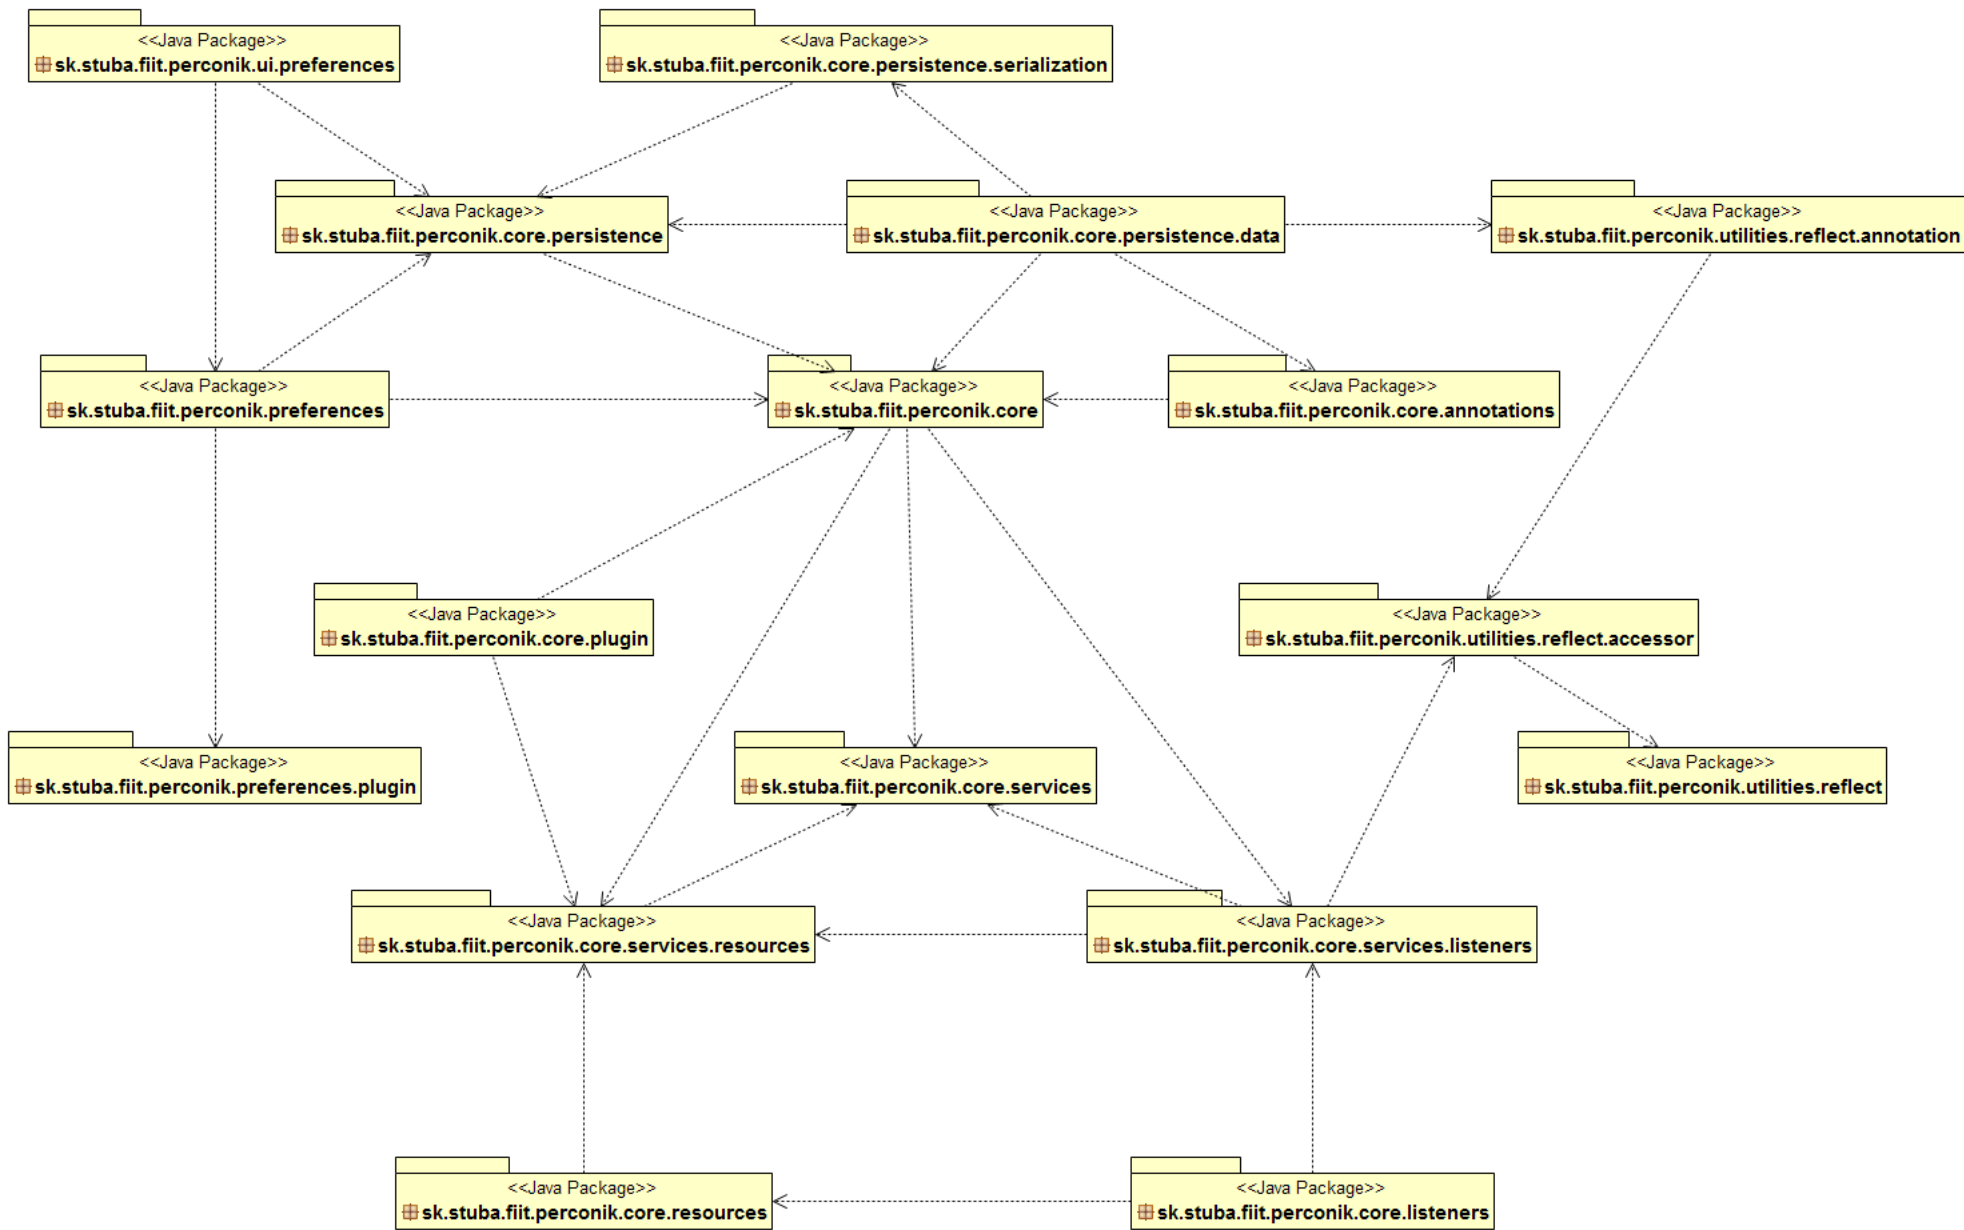 <<Java Package>>
sk.stuba.fiit.perconik.ui.preferences
<<Java Package>>
sk.stuba.fiit.perconik.core.persistence.serialization
<<Java Package>>
sk.stuba.fiit.perconik.core.persistence
<<Java Package>>
sk.stuba.fiit.perconik.core.persistence.data
<<Java Package>>
sk.stuba.fiit.perconik.utilities.reflect.annotation
<<Java Package>>
sk.stuba.fiit.perconik.preferences
<<Java Package>>
sk.stuba.fiit.perconik.core
<<Java Package>>
sk.stuba.fiit.perconik.core.annotations
<<Java Package>>
sk.stuba.fiit.perconik.core.plugin
<<Java Package>>
sk.stuba.fiit.perconik.utilities.reflect.accessor
<<Java Package>>
sk.stuba.fiit.perconik.preferences.plugin
<<Java Package>>
sk.stuba.fiit.perconik.core.services
<<Java Package>>
sk.stuba.fiit.perconik.utilities.reflect
<<Java Package>>
sk.stuba.fiit.perconik.core.services.resources
<<Java Package>>
sk.stuba.fiit.perconik.core.services.listeners
<<Java Package>>
sk.stuba.fiit.perconik.core.resources
<<Java Package>>
sk.stuba.fiit.perconik.core.listeners